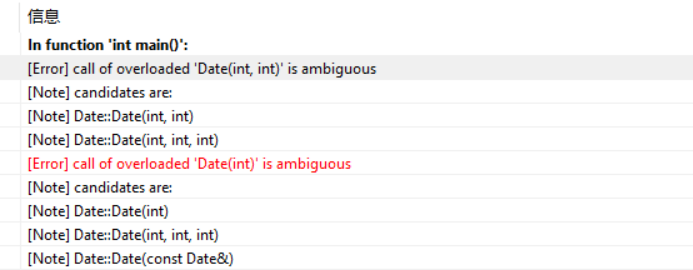 信息
In function 'int main()':
[Error] call of overloaded 'Date(int, int)' is ambiguous
[Note] candidates are:
[Note] Date::Date(int, int)
[Note] Date::Date(int, int, int)
[Error] call of overloaded 'Date(int)' is ambiguous
[Note] candidates are:
[Note] Date::Date(int)
[Note] Date::Date(int, int, int)
[Note] Date::Date(const Date&)